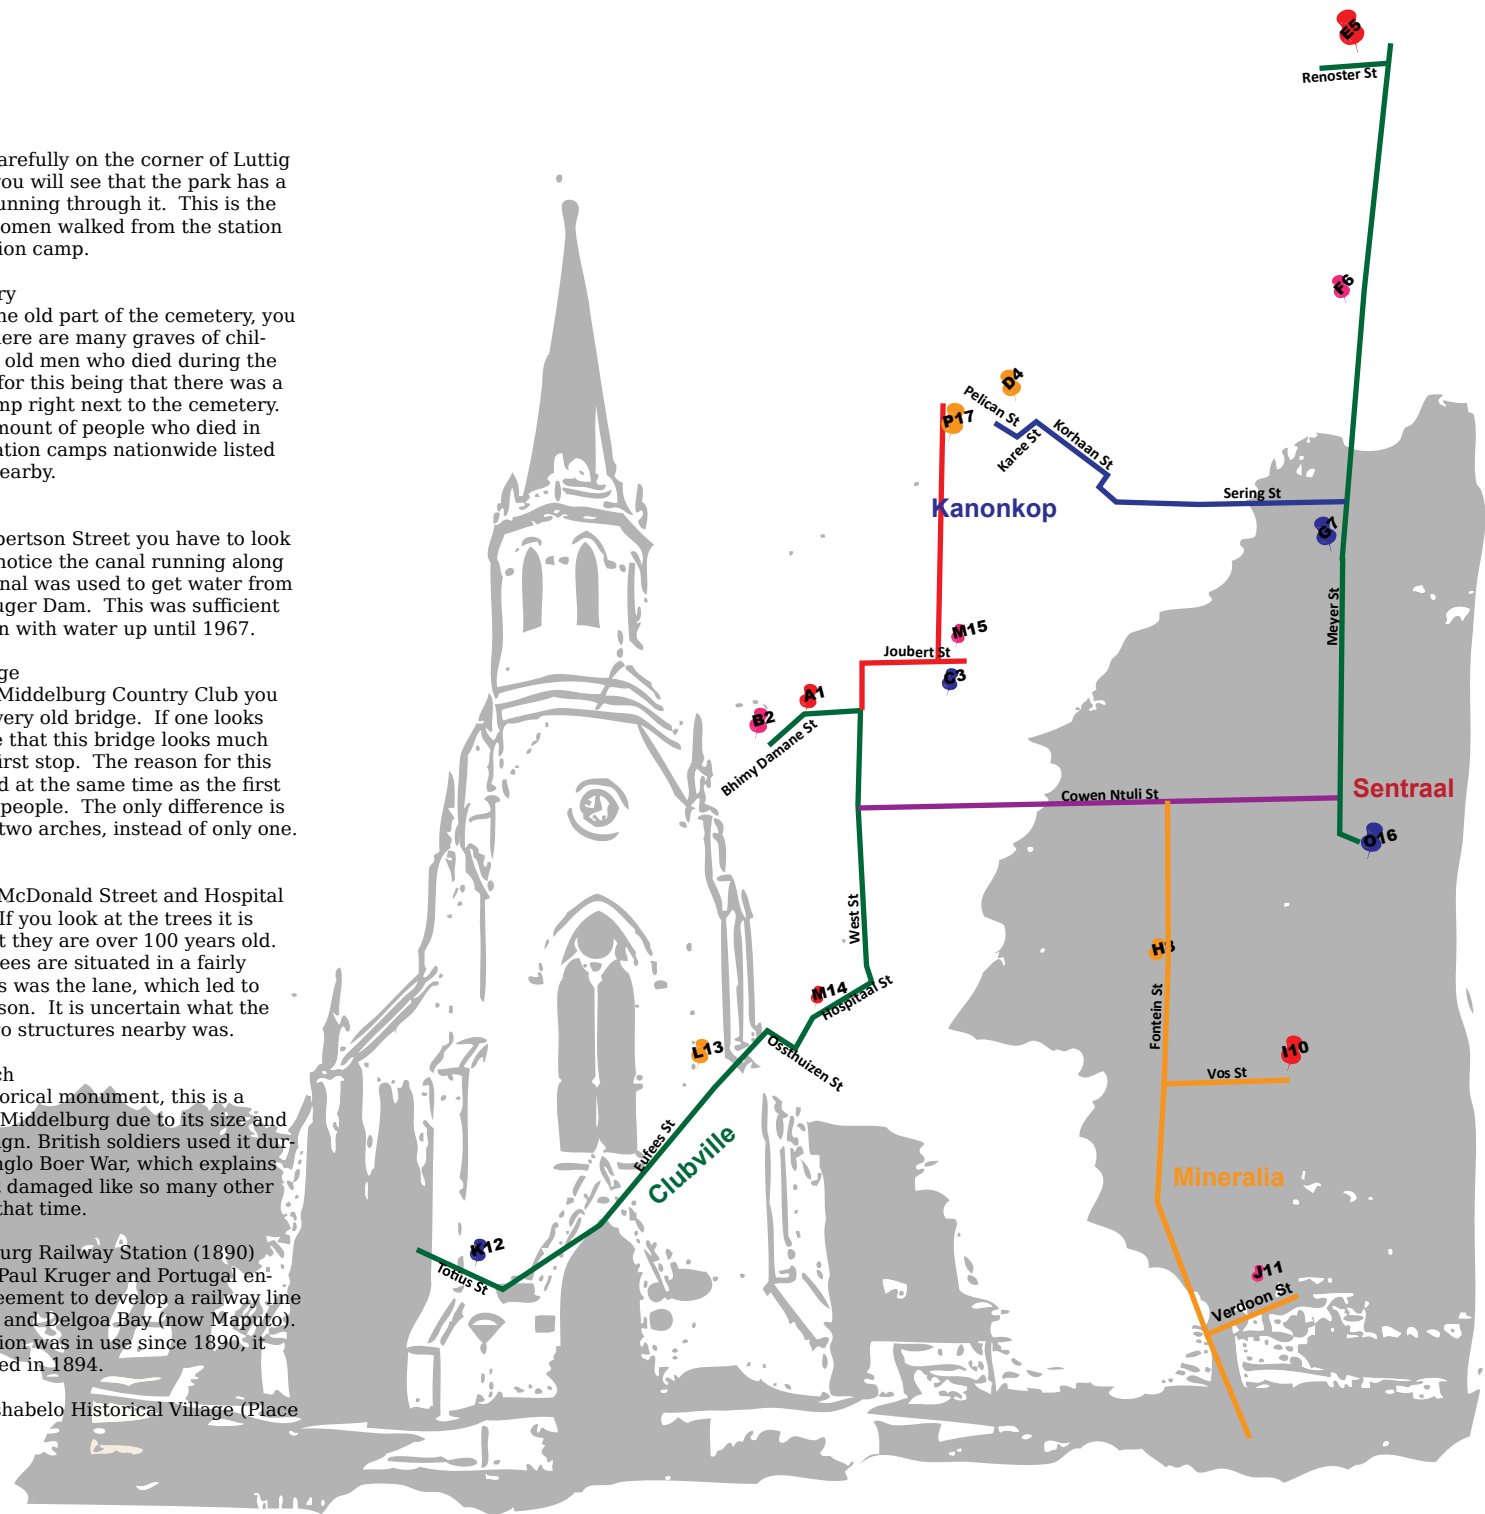 arefully on the corner of Luttig
you will see that the park has a
unning through it.  This is the
omen walked from the station
ion camp.
ry
he old part of the cemetery, you
here are many graves of chil-
old men who died during the
for this being that there was a
mp right next to the cemetery.
mount of people who died in
ation camps nationwide listed
earby.
bertson Street you have to look
notice the canal running along
nal was used to get water from
uger Dam.  This was sufficient
n with water up until 1967.
ge
Middelburg Country Club you
very old bridge.  If one looks
e that this bridge looks much
first stop.  The reason for this
d at the same time as the first
people.  The only difference is
two arches, instead of only one.
McDonald Street and Hospital
If you look at the trees it is
t they are over 100 years old.
ees are situated in a fairly
s was the lane, which led to
son.  It is uncertain what the
o structures nearby was.
ch
torical monument, this is a
Middelburg due to its size and
ign. British soldiers used it dur-
nglo Boer War, which explains
t damaged like so many other
that time.
urg Railway Station (1890)
Paul Kruger and Portugal en-
eement to develop a railway line
and Delgoa Bay (now Maputo).
ion was in use since 1890, it
ed in 1894.
shabelo Historical Village (Place
E5
Renoster St
F6
D4
Pelican St
P17
Karee St
Korhaan St
Sering St
Kanonkop
G7
Meyer St
M15
Joubert St
C3
A1
B2
Bhimy Damane St
Cowen Ntuli St
Sentraal
O16
West St
H8
M14
Hospitaal St
Fontein St
L13
Ossthuizen St
I10
Vos St
Eufees St
Clubville
Mineralia
K12
Totius St
J11
Verdoon St